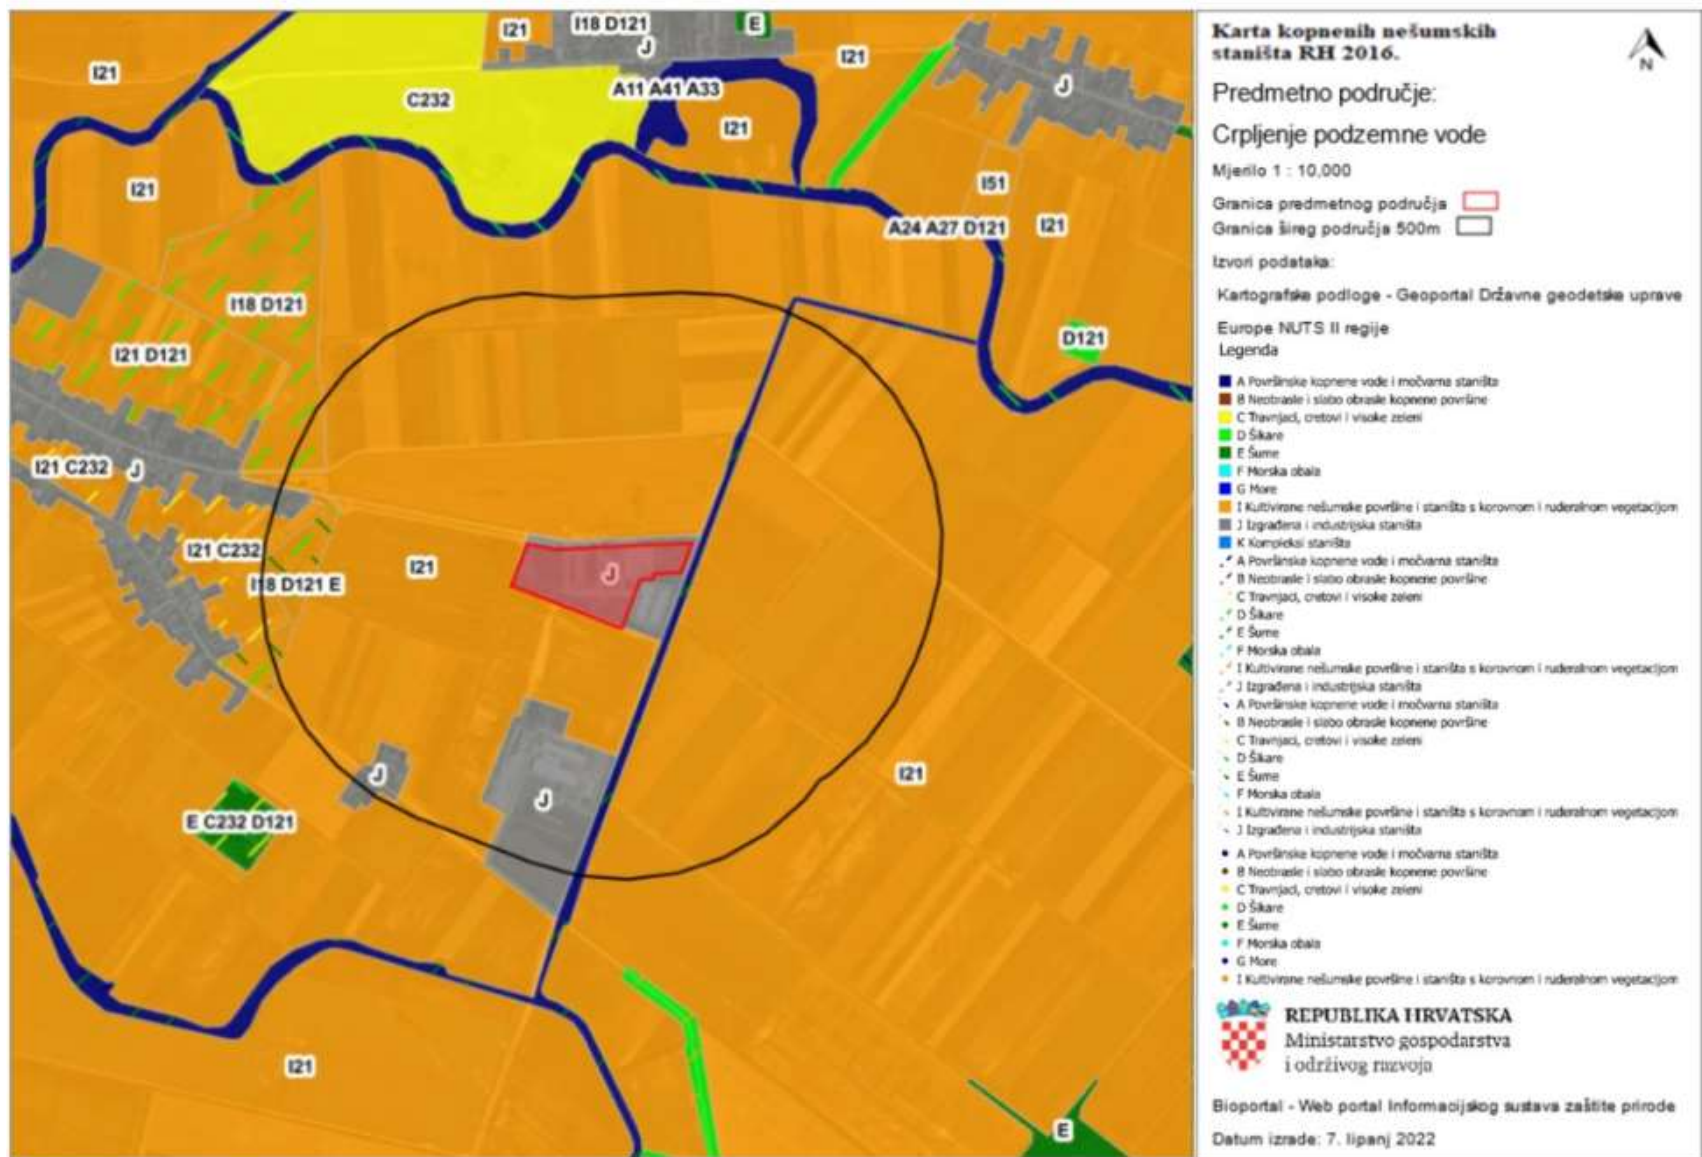 I21
I18 D121
E
J
I21
I21
C232
A11 A41 A33
I21
J
I21
I51
A24 A27 D121
I21
I18 D121
I21 D121
D121
I21 C232
J
I21 C232
I18 D121 E
I21
J
J
J
I21
E C232 D121
I21
E
Karta kopnenih nešumskih
staništa RH 2016.
N
Predmetno područje:
Crpljenje podzemne vode
Mjerilo 1 : 10,000
Granica predmetnog područja
Granica šireg područja 500m
Izvori podataka:
Kartografske podloge - Geoportal Državne geodetske uprave
Europe NUTS II regije
Legenda
A Površinske kopnene vode i močvarna staništa
B Neobrasle i slabo obrasle kopnene površine
C Travnjaci, cretovi i visoke zeleni
D Šikare
E Šume
F Morska obala
G More
I Kultivirane nešumske površine i staništa s korovnom i ruderalnom vegetacijom
J Izgrađena i industrijska staništa
K Kompleksi staništa
A Površinske kopnene vode i močvarna staništa
B Neobrasle i slabo obrasle kopnene površine
C Travnjaci, cretovi i visoke zeleni
D Šikare
E Šume
F Morska obala
I Kultivirane nešumske površine i staništa s korovnom i ruderalnom vegetacijom
J Izgrađena i industrijska staništa
A Površinske kopnene vode i močvarna staništa
B Neobrasle i slabo obrasle kopnene površine
C Travnjaci, cretovi i visoke zeleni
D Šikare
E Šume
F Morska obala
I Kultivirane nešumske površine i staništa s korovnom i ruderalnom vegetacijom
J Izgrađena i industrijska staništa
A Površinske kopnene vode i močvarna staništa
B Neobrasle i slabo obrasle kopnene površine
C Travnjaci, cretovi i visoke zeleni
D Šikare
E Šume
F Morska obala
G More
I Kultivirane nešumske površine i staništa s korovnom i ruderalnom vegetacijom
REPUBLIKA HRVATSKA
Ministarstvo gospodarstva
i održivog razvoja
Bioportal - Web portal Informacijskog sustava zaštite prirode
Datum izrade: 7. lipanj 2022